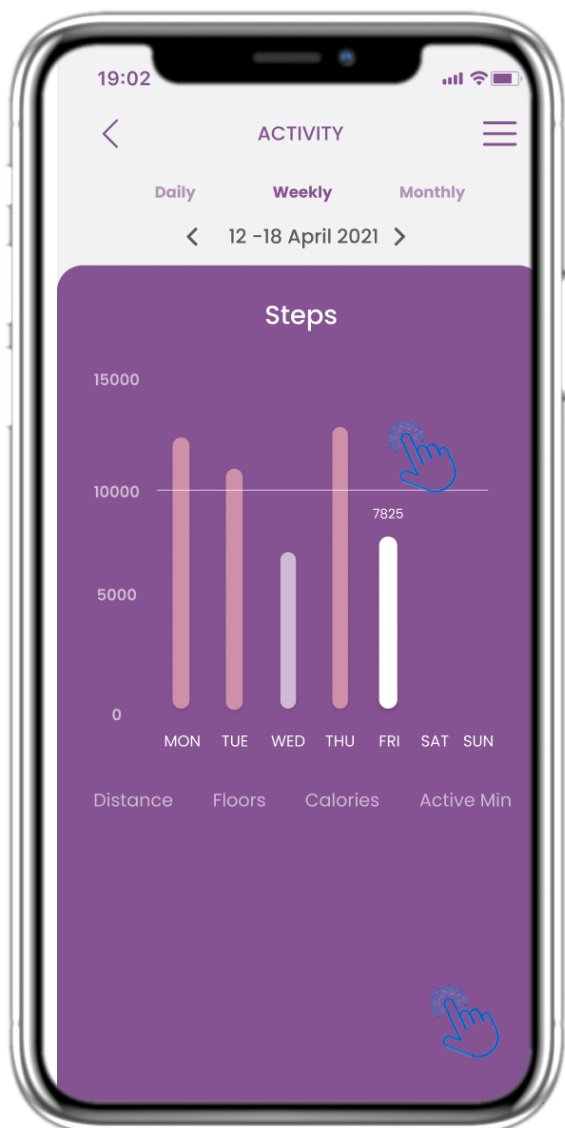 19:02
ACTIVITY
Daily Weekly Monthly
12 -18 April 2021
Steps
15000
10000
7825
5000
0
MON TUE WED THU FRI SAT SUN
Distance Floors Calories Active Min